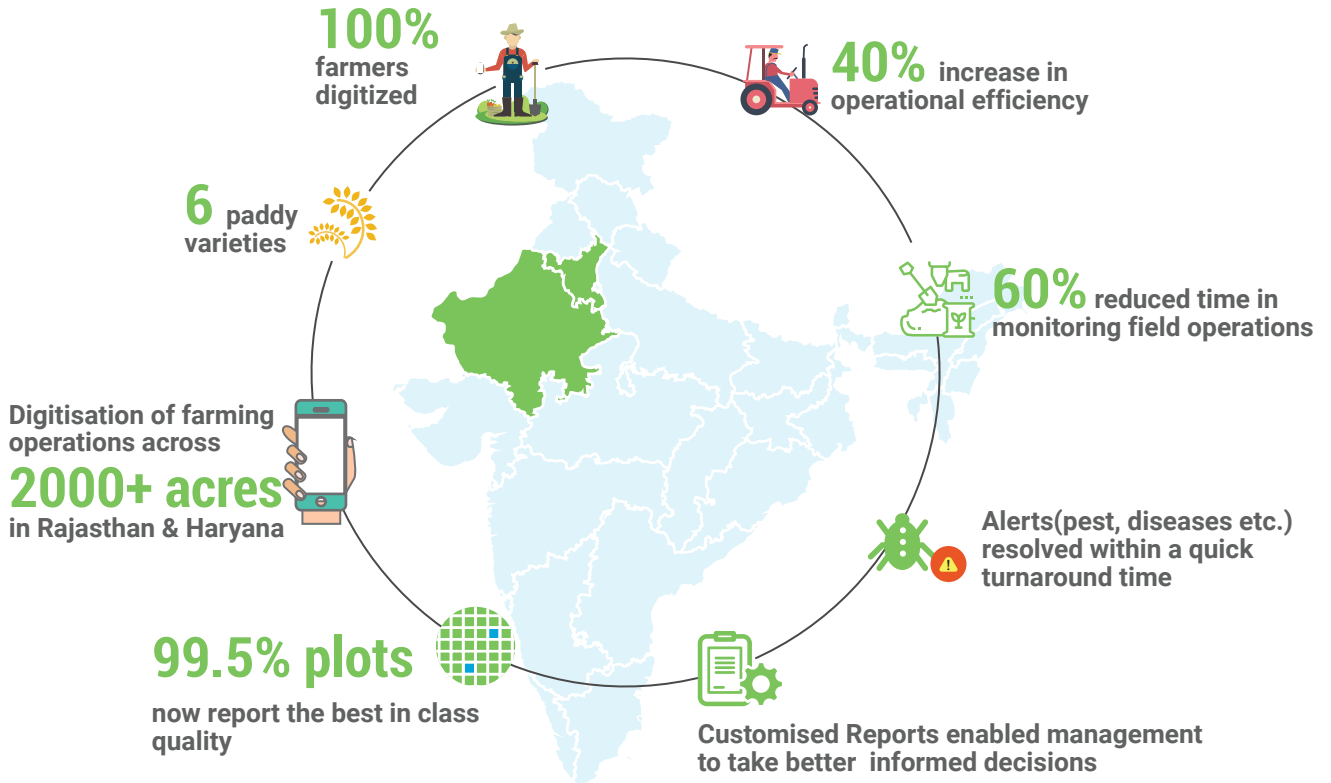 100%
farmers
digitized
40% increase in
operational efficiency
6 paddy
varieties
60% reduced time in
monitoring field operations
Digitisation of farming
operations across
2000+ acres
in Rajasthan & Haryana
Alerts(pest, diseases etc.)
resolved within a quick
turnaround time
99.5% plots
now report the best in class
quality
Customised Reports enabled management
to take better informed decisions